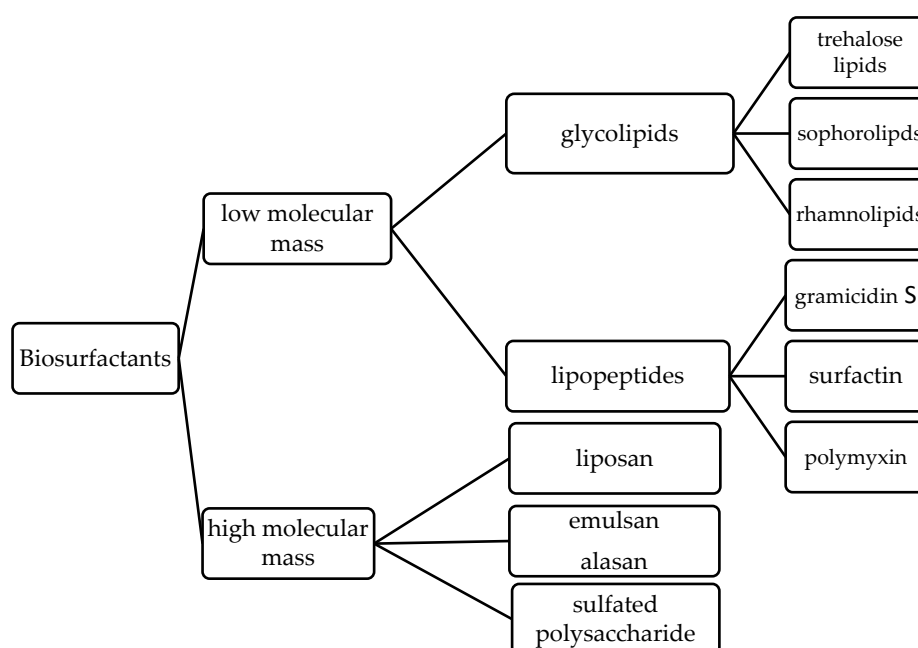 trehalose
lipids
glycolipids
sophorolipds
rhamnolipids
low molecular
mass
gramicidin S
Biosurfactants
lipopeptides
surfactin
polymyxin
liposan
high molecular
mass
emulsan
alasan
sulfated
polysaccharide